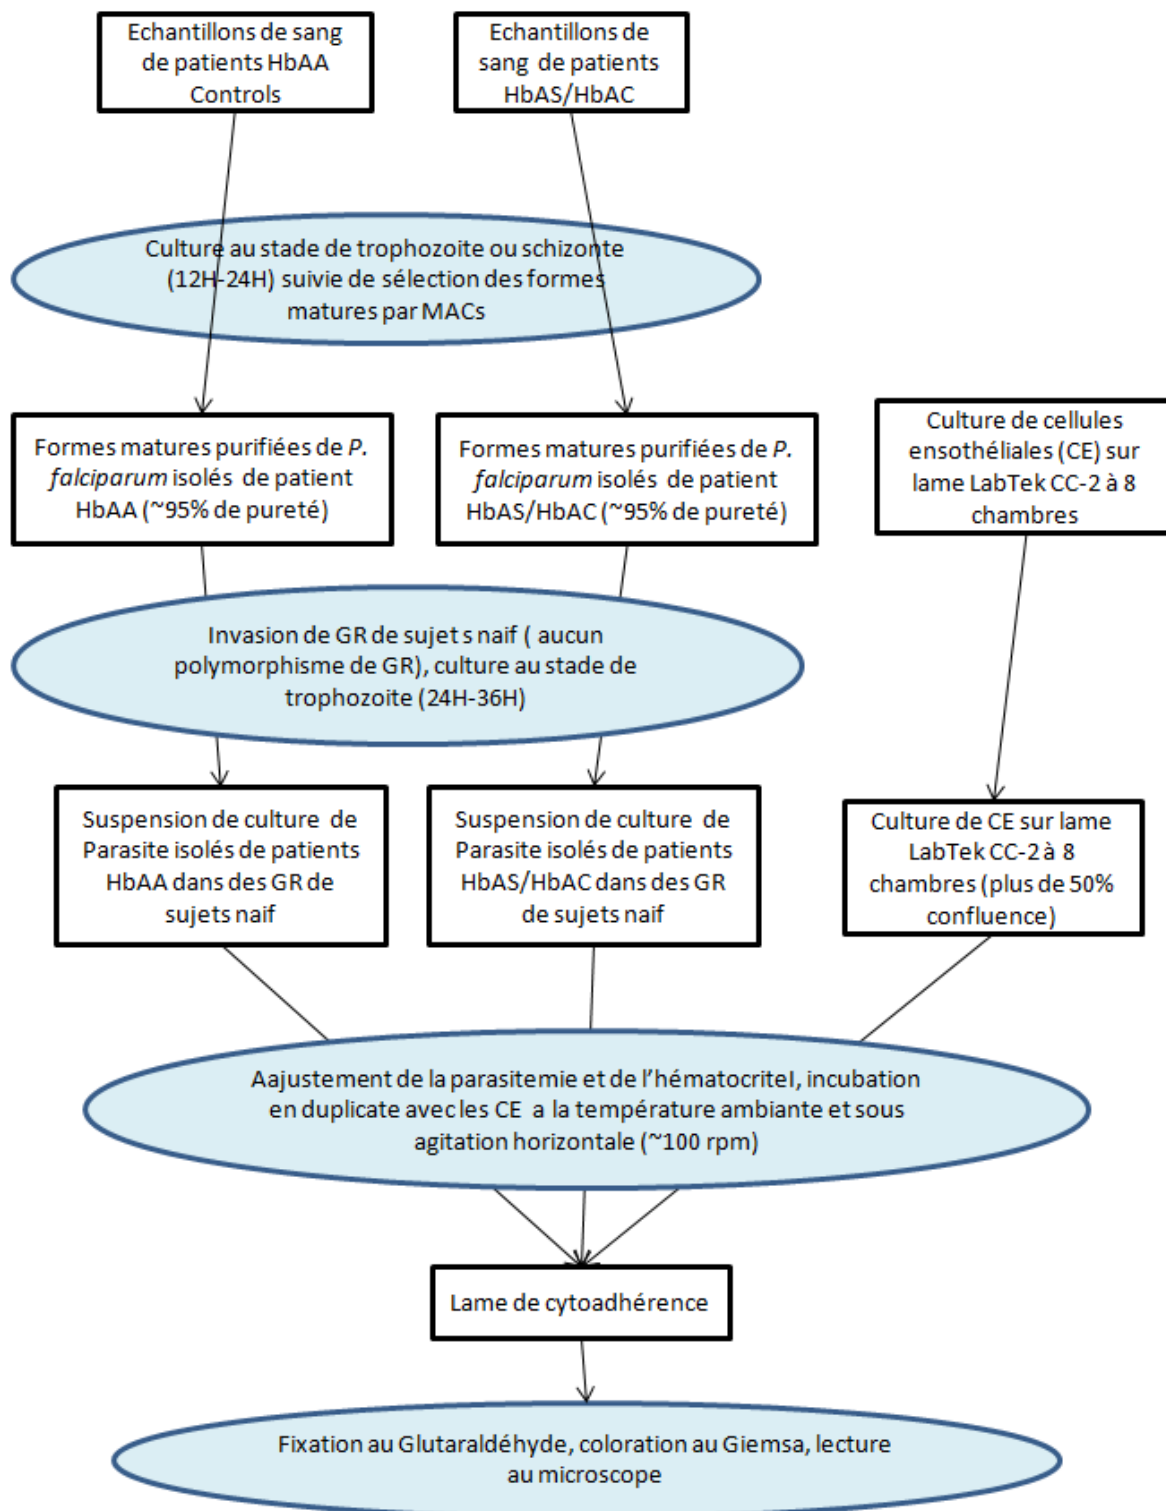 Echantillons de sang
de patients HbAA
Controls
Echantillons de
sang de patients
HbAS/HbAC
Culture au stade de trophozoite ou schizonte
(12H-24H) suivie de sélection des formes
matures par MACs
Formes matures purifiées de P.
falciparum isolés de patient
HbAA (~95% de pureté)
Formes matures purifiées de P.
falciparum isolés de patient
HbAS/HbAC (~95% de pureté)
Culture de cellules
ensothéliales (CE) sur
lame LabTek CC-2 à 8
chambres
Invasion de GR de sujet s naif ( aucun
polymorphisme de GR), culture au stade de
trophozoite (24H-36H)
Suspension de culture de
Parasite isolés de patients
HbAA dans des GR de
sujets naif
Suspension de culture de
Parasite isolés de patients
HbAS/HbAC dans des GR
de sujets naif
Culture de CE sur lame
LabTek CC-2 à 8
chambres (plus de 50%
confluence)
Aajustement de la parasitemie et de l'hématocriteI, incubation
en duplicate avec les CE a la température ambiante et sous
agitation horizontale (~100 rpm)
Lame de cytoadhérence
Fixation au Glutaraldéhyde, coloration au Giemsa, lecture
au microscope